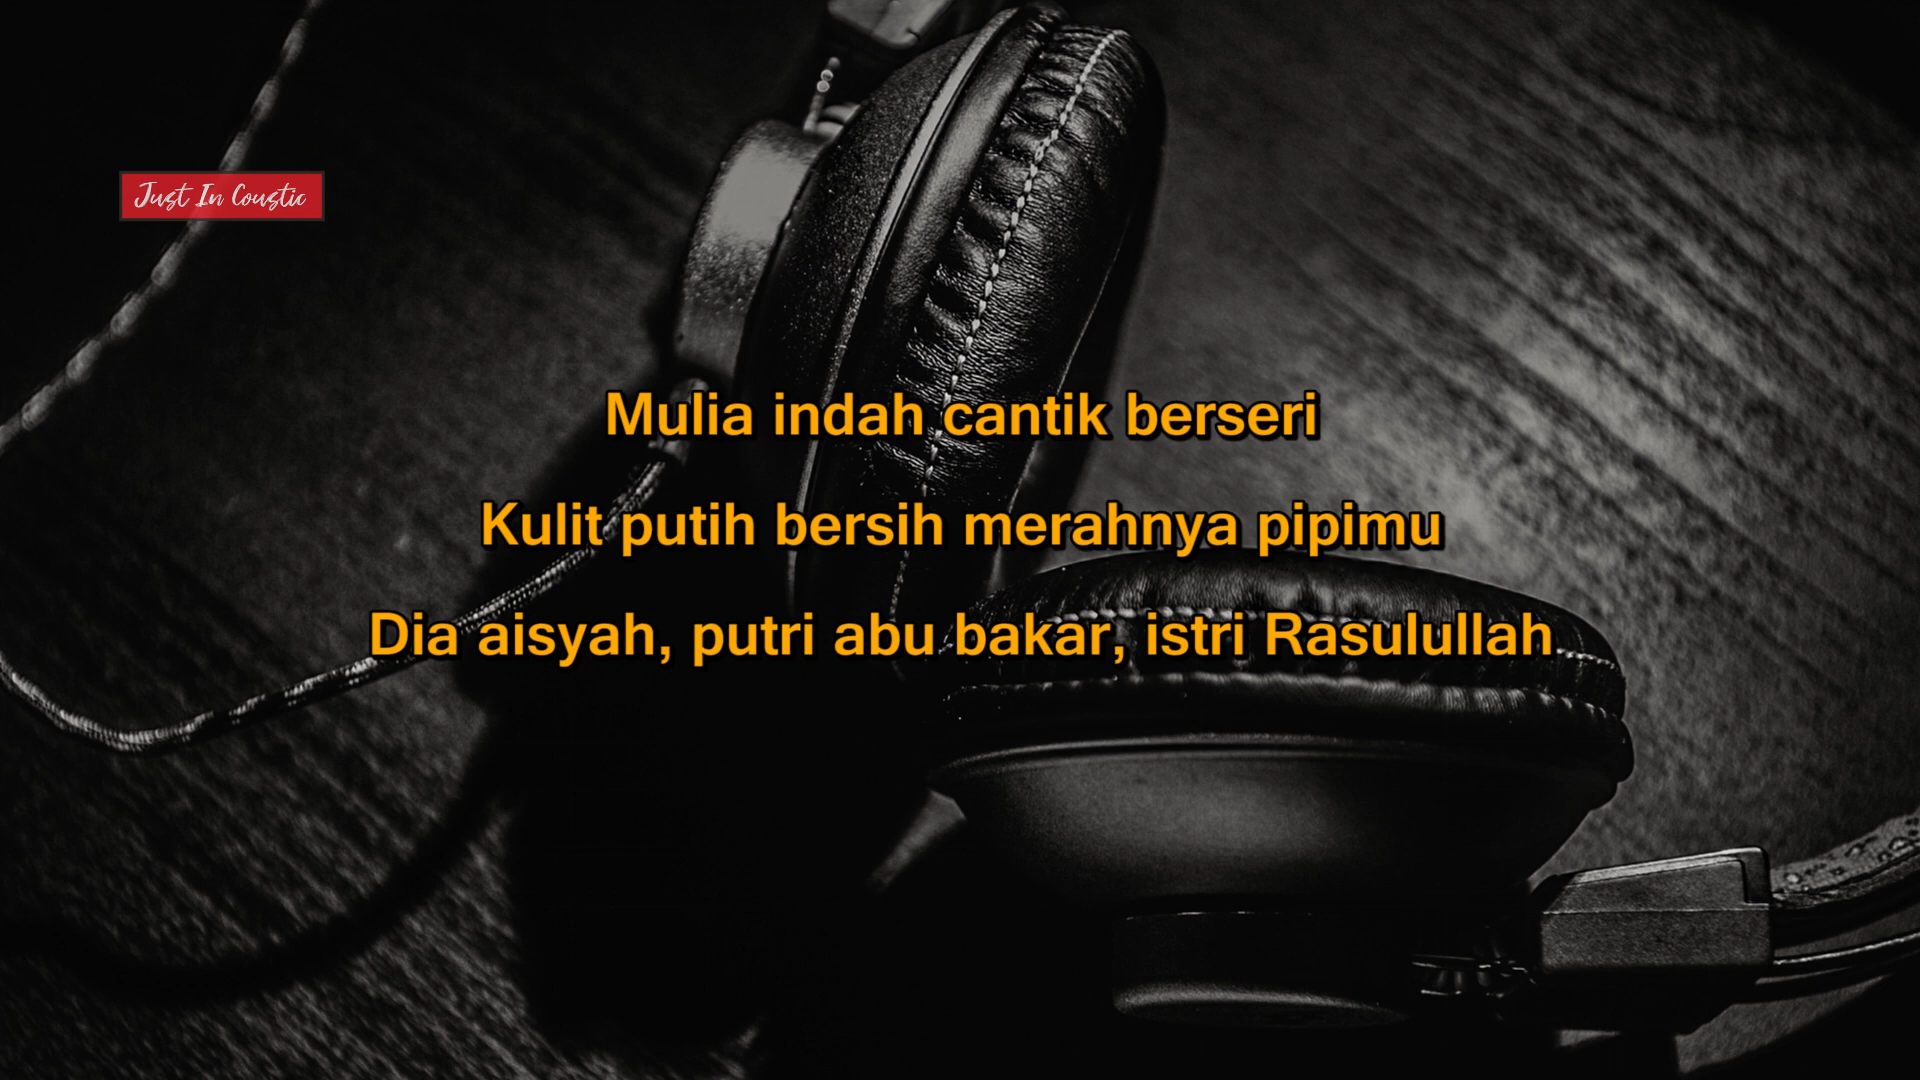 Just In Coustic
Mulia indah cantik berseri
Kulit putih bersih merahnya pipimu
Dia aisyah, putri abu bakar, istri Rasulullah